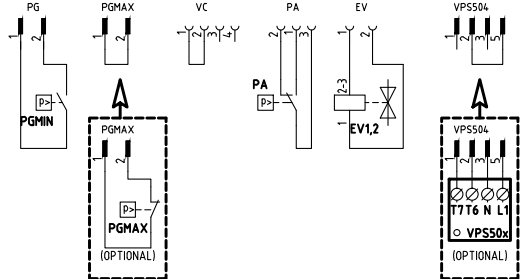 PG PGMAX VC PA EV VPS504
1 2 1 2 1 2 3 4 1 2 3 1 2 1 2 3 5
PA
2-3
P> P>
PGMIN 1 EV1,2
PGMAX VPS504
1 2 1 2 3 5
P> T7 T6 N L1
PGMAX VPS50x
(OPTIONAL) (OPTIONAL)